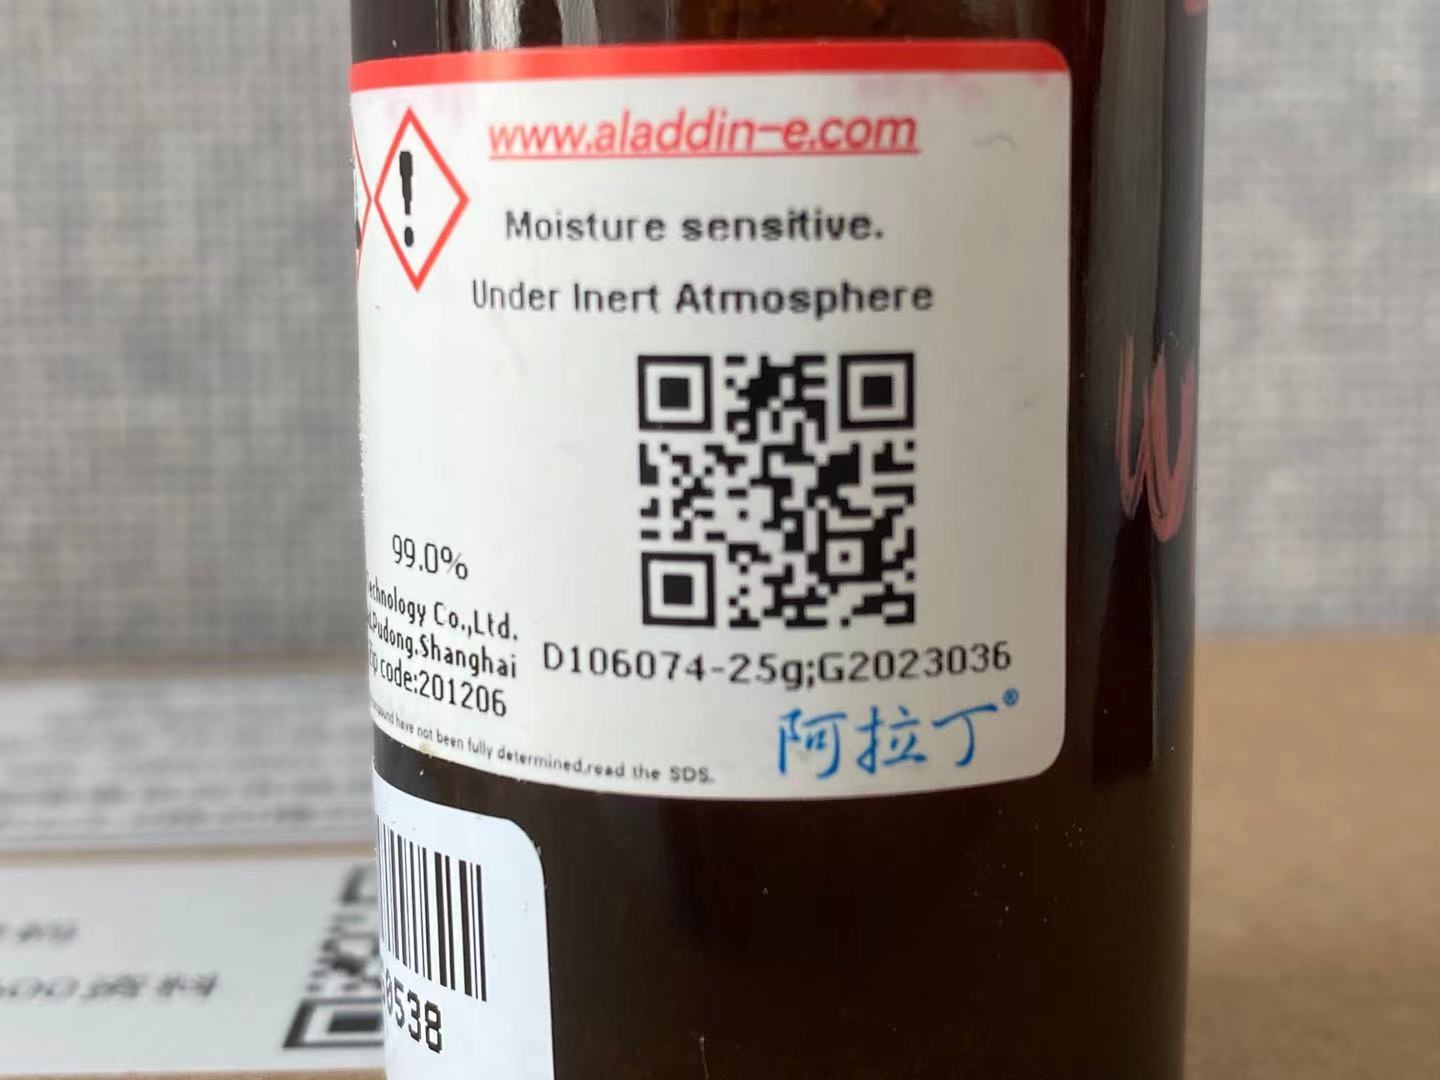 www.aladdin-e.com
Moisture sensitive.
Under Inert Atmosphere
99.0%
Co.,Ltd.
Pudong.Shanghai
code:201206
D106074-25g;G2023036
have not been fully determined,read the SDS.
阿拉丁®
0538
W